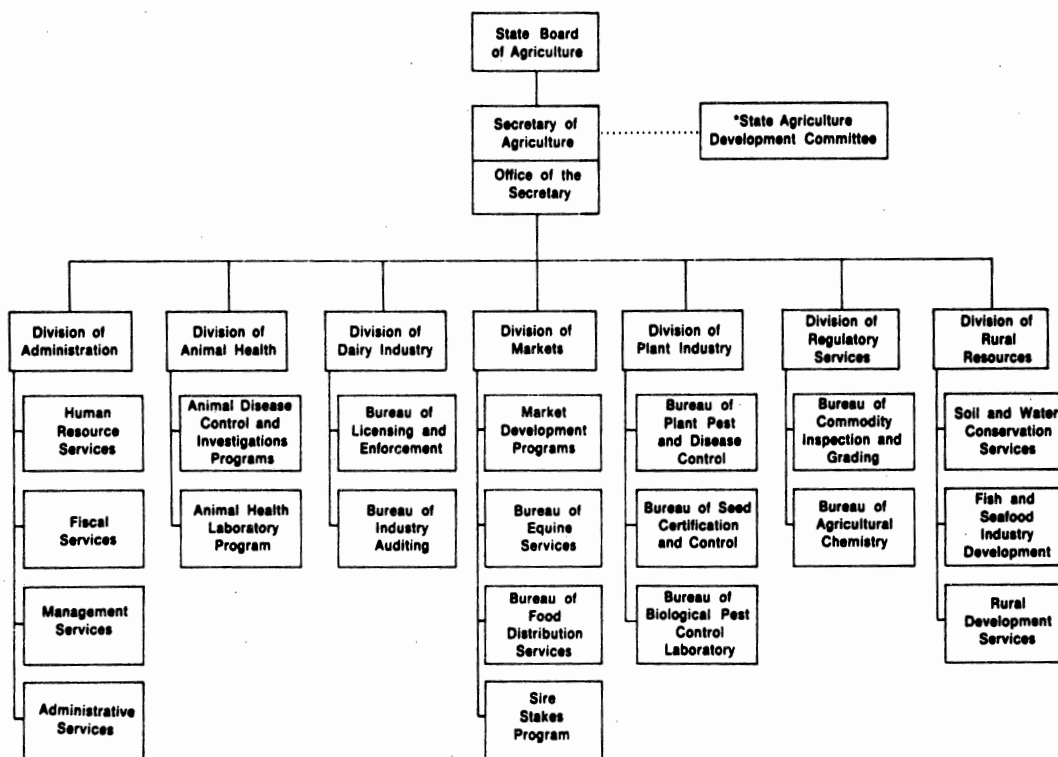 State Board
of Agriculture
Secretary of
Agriculture
*State Agriculture
Development Committee
Office of the
Secretary
Division of
Administration
Division of
Animal Health
Division of
Dairy Industry
Division of
Markets
Division of
Plant Industry
Division of
Regulatory
Services
Division of
Rural
Resources
Human
Resource
Services
Animal Disease
Control and
Investigations
Programs
Bureau of
Licensing and
Enforcement
Market
Development
Programs
Bureau of
Plant Pest
and Disease
Control
Bureau of
Commodity
Inspection and
Grading
Soil and Water
Conservation
Services
Fiscal
Services
Animal Health
Laboratory
Program
Bureau of
Industry
Auditing
Bureau of
Equine
Services
Bureau of Seed
Certification
and Control
Bureau of
Agricultural
Chemistry
Fish and
Seafood
Industry
Development
Management
Services
Bureau of
Food
Distribution
Services
Bureau of
Biological Pest
Control
Laboratory
Rural
Development
Services
Administrative
Services
Sire
Stakes
Program